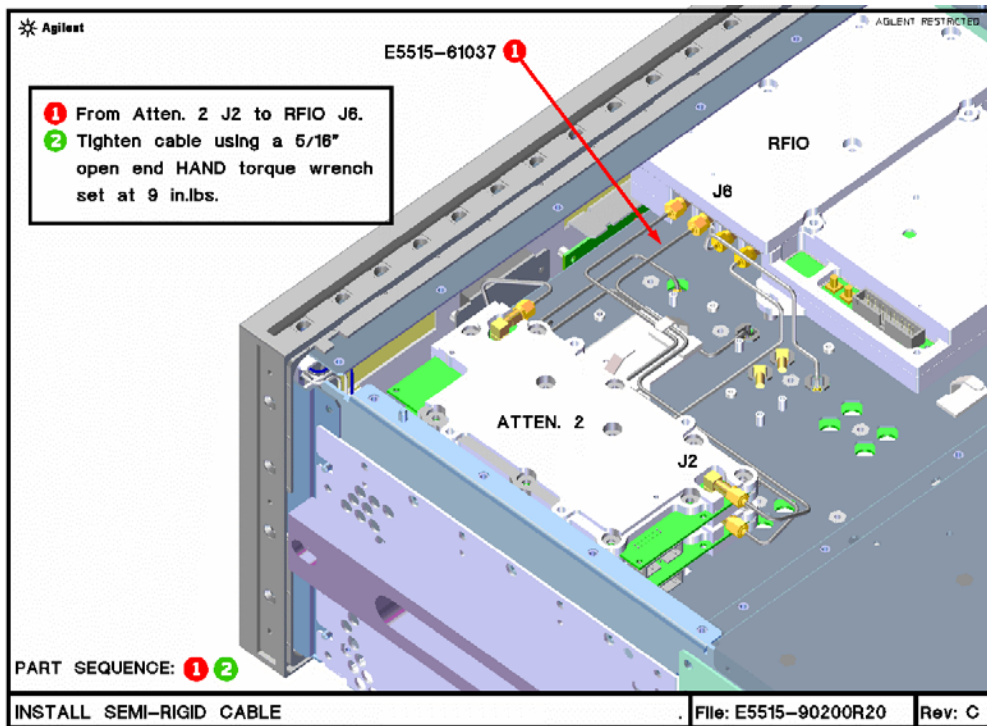 Agilent
AGILENT RESTRICTED
E5515-61037 1
1 From Atten. 2 J2 to RFIO J6.
2 Tighten cable using a 5/16"
open end HAND torque wrench
set at 9 in.lbs.
RFIO
J6
ATTEN. 2
J2
PART SEQUENCE: 1 2
INSTALL SEMI-RIGID CABLE .
File: E5515-90200R20
Rev: C